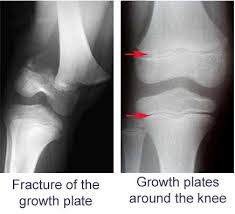 Fracture of the
growth plate
Growth plates
around the knee